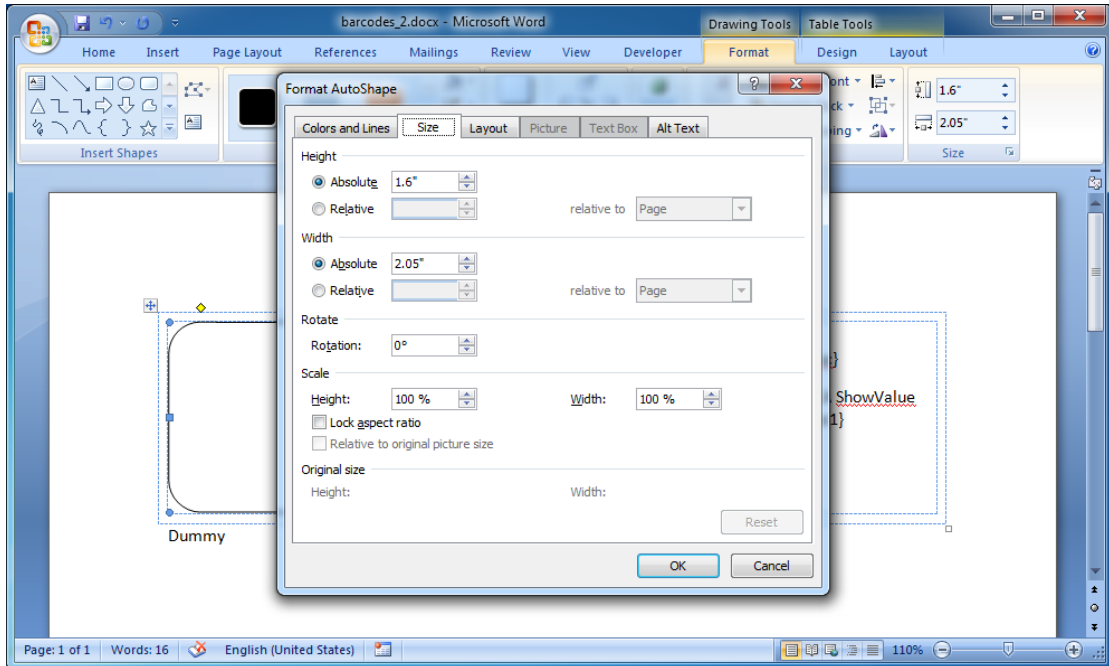 barcodes_2.docx - Microsoft Word
Drawing Tools
Table Tools
Home Insert Page Layout References Mailings Review View Developer Format Design Layout
1.6"
2.05"
Insert Shapes
Size
Format AutoShape
Colors and Lines Size Layout Picture Text Box Alt Text
Height
Absolute 1.6"
Relative relative to Page
Width
Absolute 2.05"
Relative relative to Page
Rotate
Rotation: 0°
Scale
Height: 100 % Width: 100 %
Lock aspect ratio
Relative to original picture size
Original size
Height: Width:
Reset
OK Cancel
ShowValue
1}
Dummy
Page: 1 of 1 Words: 16 English (United States) 110%